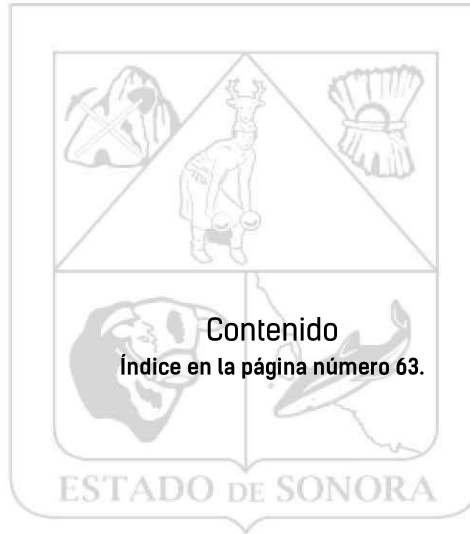 Contenido
Índice en la página número 63.
ESTADO DE SONORA